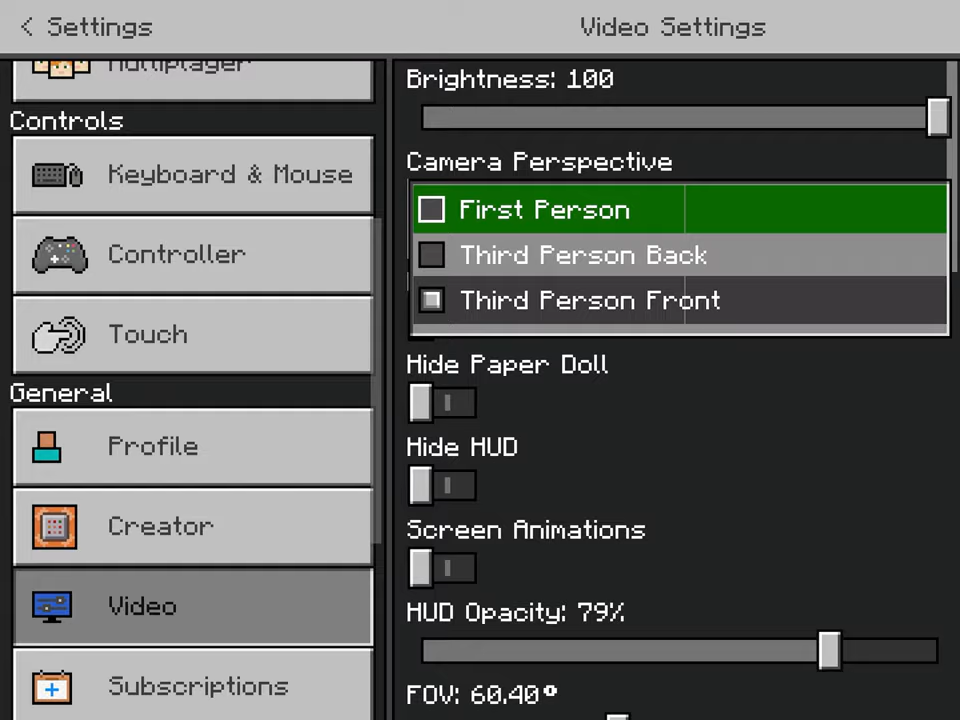 Settings
Video Settings
Multiplayer
Controls
Keyboard & Mouse
Controller
Touch
General
Profile
Creator
Video
Subscriptions
Brightness: 100
Camera Perspective
First Person
Third Person Back
Third Person Front
Hide Paper Doll
Hide HUD
Screen Animations
HUD Opacity: 79%
FOV: 60.40°